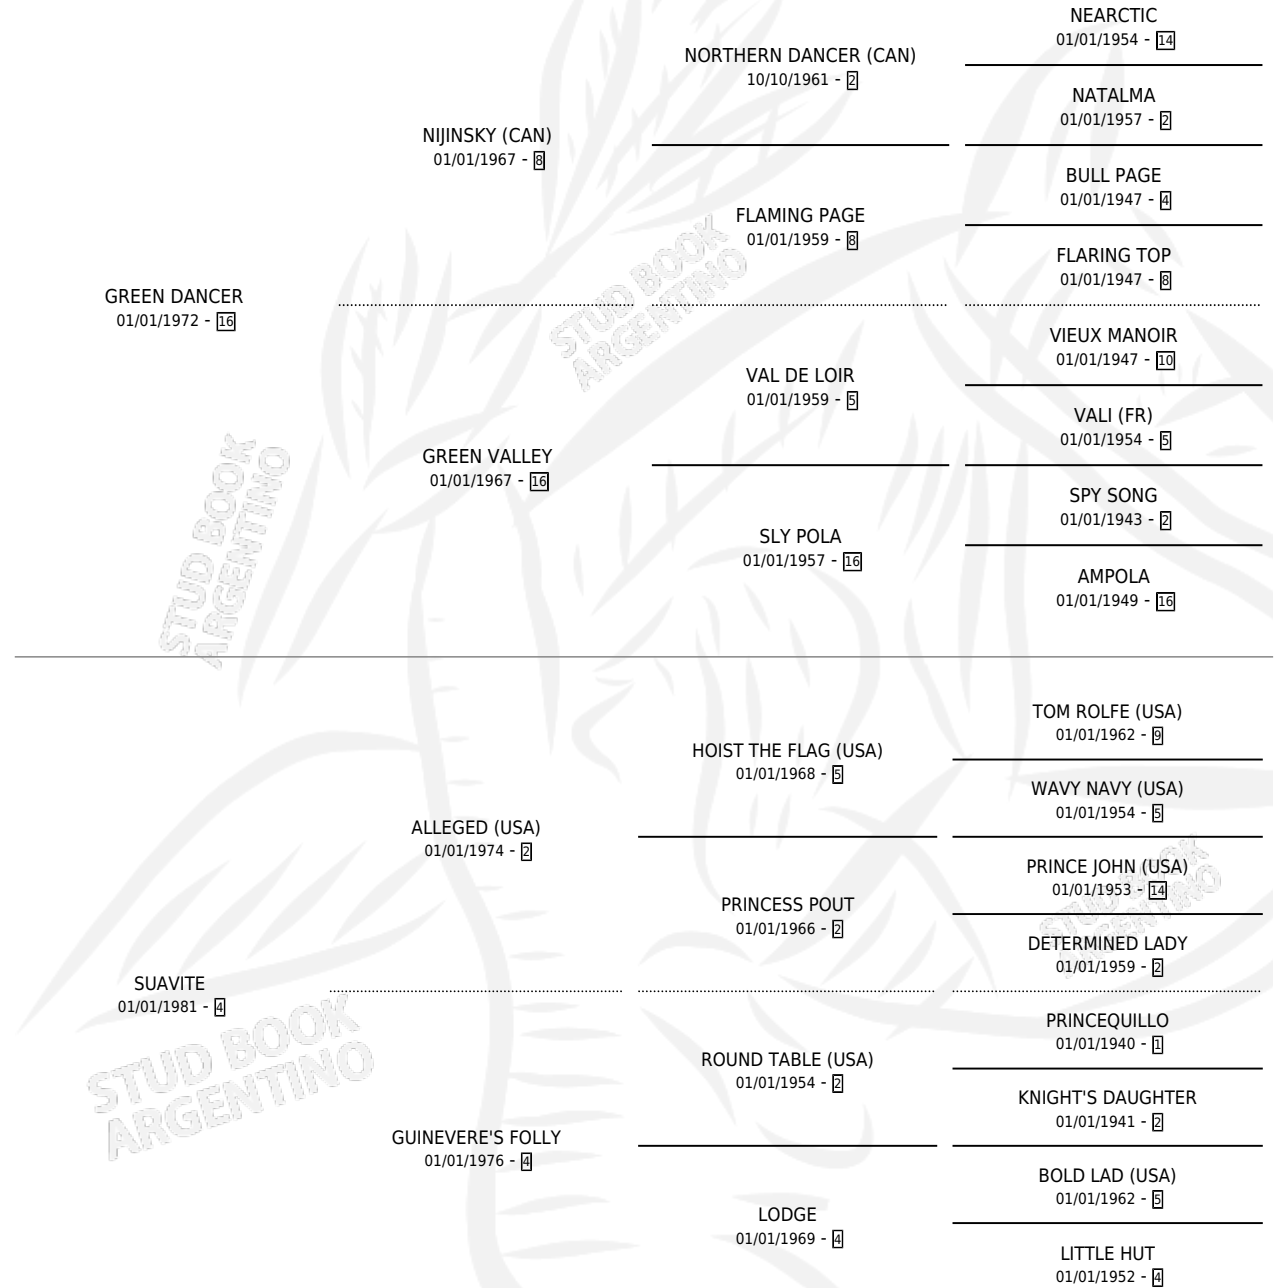 NEARCTIC
01/01/1954 - 14
NORTHERN DANCER (CAN)
10/10/1961 - 2
NATALMA
01/01/1957 - 2
NIJINSKY (CAN)
01/01/1967 - 8
BULL PAGE
01/01/1947 - 4
FLAMING PAGE
01/01/1959 - 8
FLARING TOP
01/01/1947 - 8
GREEN DANCER
01/01/1972 - 16
STUD BOOK
ARGENTINO
VIEUX MANOIR
01/01/1947 - 10
VAL DE LOIR
01/01/1959 - 5
VALI (FR)
01/01/1954 - 5
GREEN VALLEY
01/01/1967 - 16
SPY SONG
01/01/1943 - 2
SLY POLA
01/01/1957 - 16
AMPOLA
01/01/1949 - 16
STUD BOOK
ARGENTINO
TOM ROLFE (USA)
01/01/1962 - 9
HOIST THE FLAG (USA)
01/01/1968 - 5
WAVY NAVY (USA)
01/01/1954 - 5
ALLEGED (USA)
01/01/1974 - 2
PRINCE JOHN (USA)
01/01/1953 - 14
STUD BOOK
ARGENTINO
PRINCESS POUT
01/01/1966 - 2
DETERMINED LADY
01/01/1959 - 2
SUAVITE
01/01/1981 - 4
PRINCEQUILLO
01/01/1940 - 1
ROUND TABLE (USA)
01/01/1954 - 2
KNIGHT'S DAUGHTER
01/01/1941 - 2
STUD BOOK
ARGENTINO
GUINEVERE'S FOLLY
01/01/1976 - 4
BOLD LAD (USA)
01/01/1962 - 5
LODGE
01/01/1969 - 4
LITTLE HUT
01/01/1952 - 4